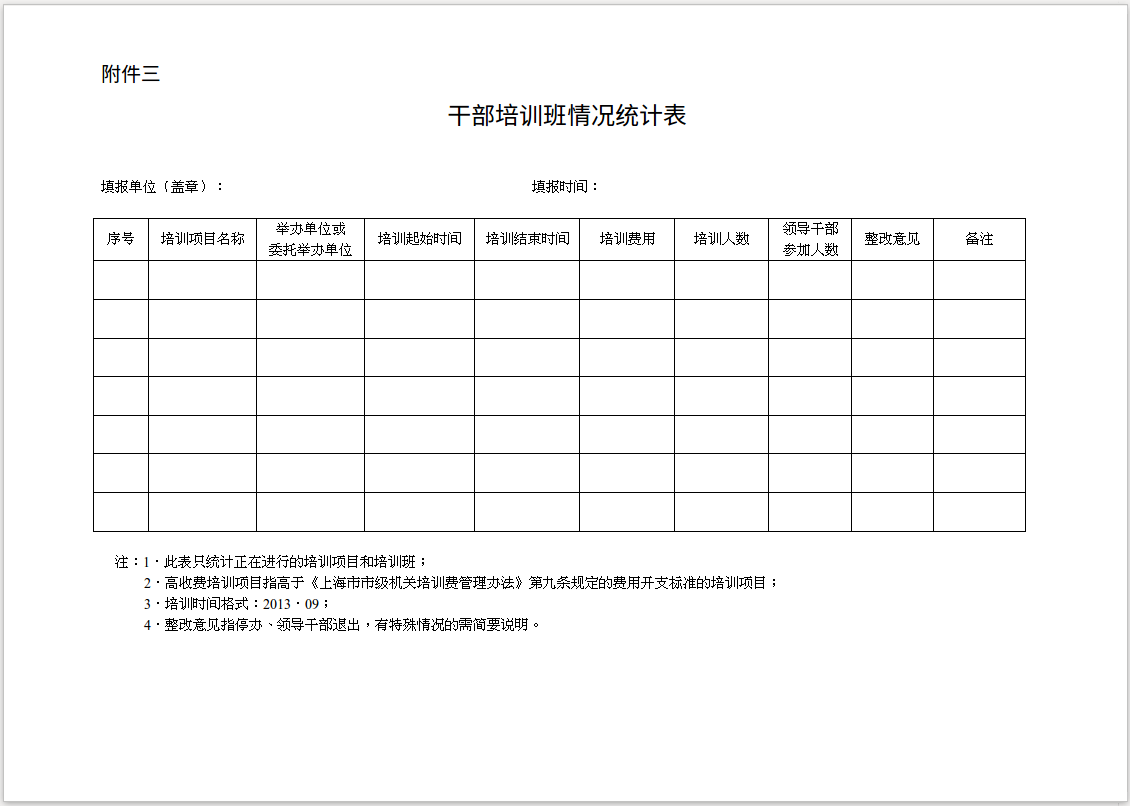 附件三
干部培训班情况统计表
填报单位（盖章）： 填报时间：
序号 培训项目名称 举办单位或 委托举办单位 培训起始时间 培训结束时间 培训费用 培训人数 领导干部 参加人数 整改意见 备注
注：1．此表只统计正在进行的培训项目和培训班；
2．高收费培训项目指高于《上海市市级机关培训费管理办法》第九条规定的费用开支标准的培训项目；
3．培训时间格式：2013．09；
4．整改意见指停办、领导干部退出，有特殊情况的需简要说明。